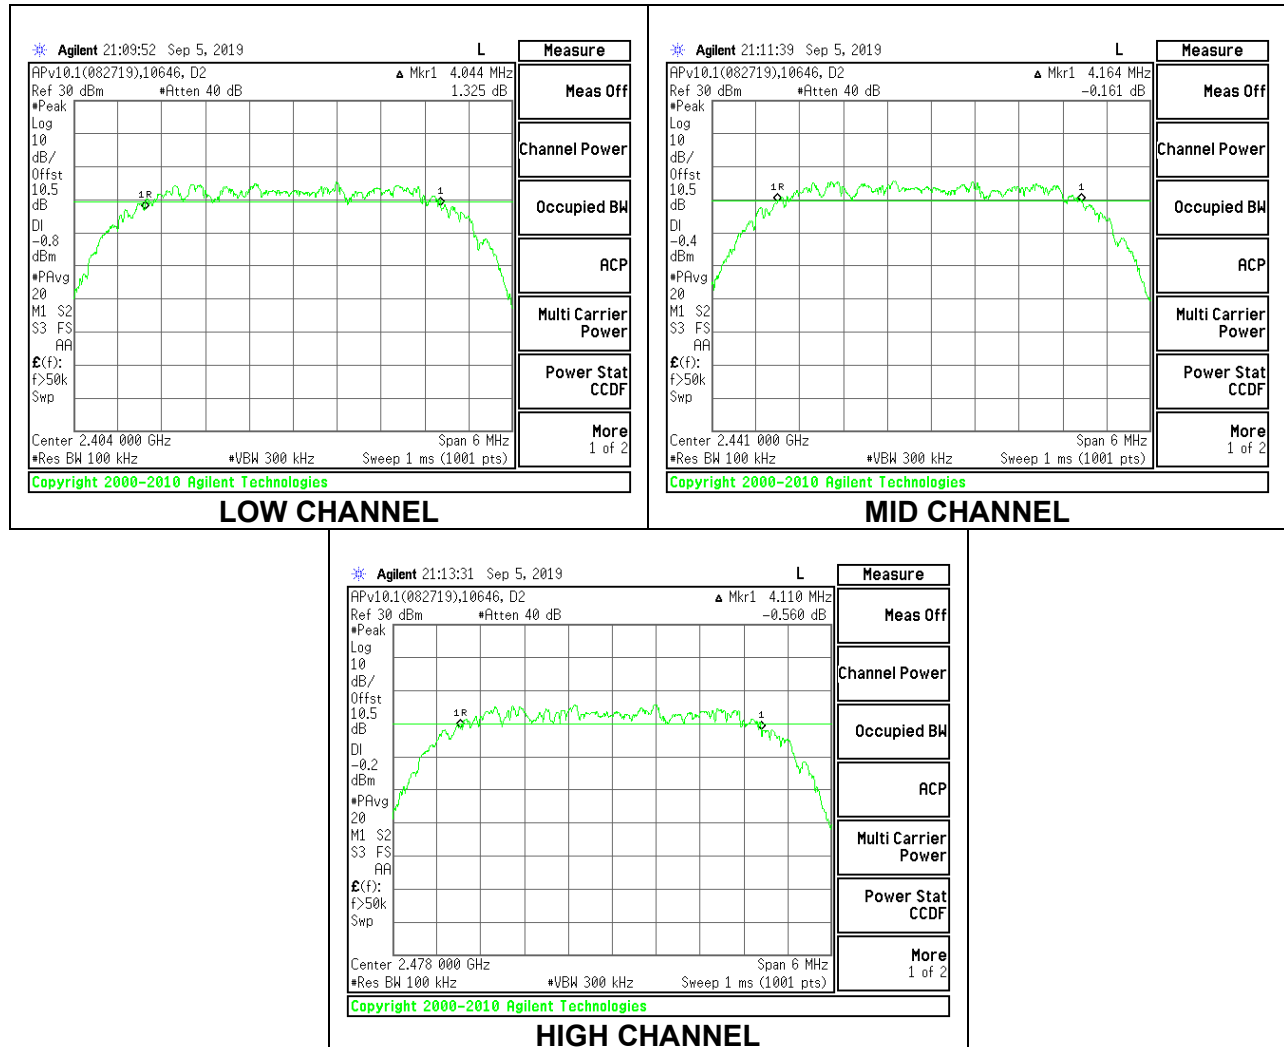 Agilent 21:09:52 Sep 5, 2019 L Measure
APv10.1(082719),10646, D2 Δ Mkr1 4.044 MHz
Ref 30 dBm #Atten 40 dB 1.325 dB
Meas Off
#Peak
Log
10
dB/
Offst
10.5
dB
DI
-0.8
dBm
#PAvg
20
M1 S2
S3 FS
AA
£(f):
f>50k
Swp
1R
1
Channel Power
Occupied BW
ACP
Multi Carrier
Power
Power Stat
CCDF
More
1 of 2
Center 2.404 000 GHz Span 6 MHz
#Res BW 100 kHz #VBW 300 kHz Sweep 1 ms (1001 pts)
Copyright 2000-2010 Agilent Technologies
LOW CHANNEL
Agilent 21:11:39 Sep 5, 2019 L Measure
APv10.1(082719),10646, D2 Δ Mkr1 4.164 MHz
Ref 30 dBm #Atten 40 dB -0.161 dB
Meas Off
#Peak
Log
10
dB/
Offst
10.5
dB
DI
-0.4
dBm
#PAvg
20
M1 S2
S3 FS
AA
£(f):
f>50k
Swp
1R
1
Channel Power
Occupied BW
ACP
Multi Carrier
Power
Power Stat
CCDF
More
1 of 2
Center 2.441 000 GHz Span 6 MHz
#Res BW 100 kHz #VBW 300 kHz Sweep 1 ms (1001 pts)
Copyright 2000-2010 Agilent Technologies
MID CHANNEL
Agilent 21:13:31 Sep 5, 2019 L Measure
APv10.1(082719),10646, D2 Δ Mkr1 4.110 MHz
Ref 30 dBm #Atten 40 dB -0.560 dB
Meas Off
#Peak
Log
10
dB/
Offst
10.5
dB
DI
-0.2
dBm
#PAvg
20
M1 S2
S3 FS
AA
£(f):
f>50k
Swp
1R
1
Channel Power
Occupied BW
ACP
Multi Carrier
Power
Power Stat
CCDF
More
1 of 2
Center 2.478 000 GHz Span 6 MHz
#Res BW 100 kHz #VBW 300 kHz Sweep 1 ms (1001 pts)
Copyright 2000-2010 Agilent Technologies
HIGH CHANNEL